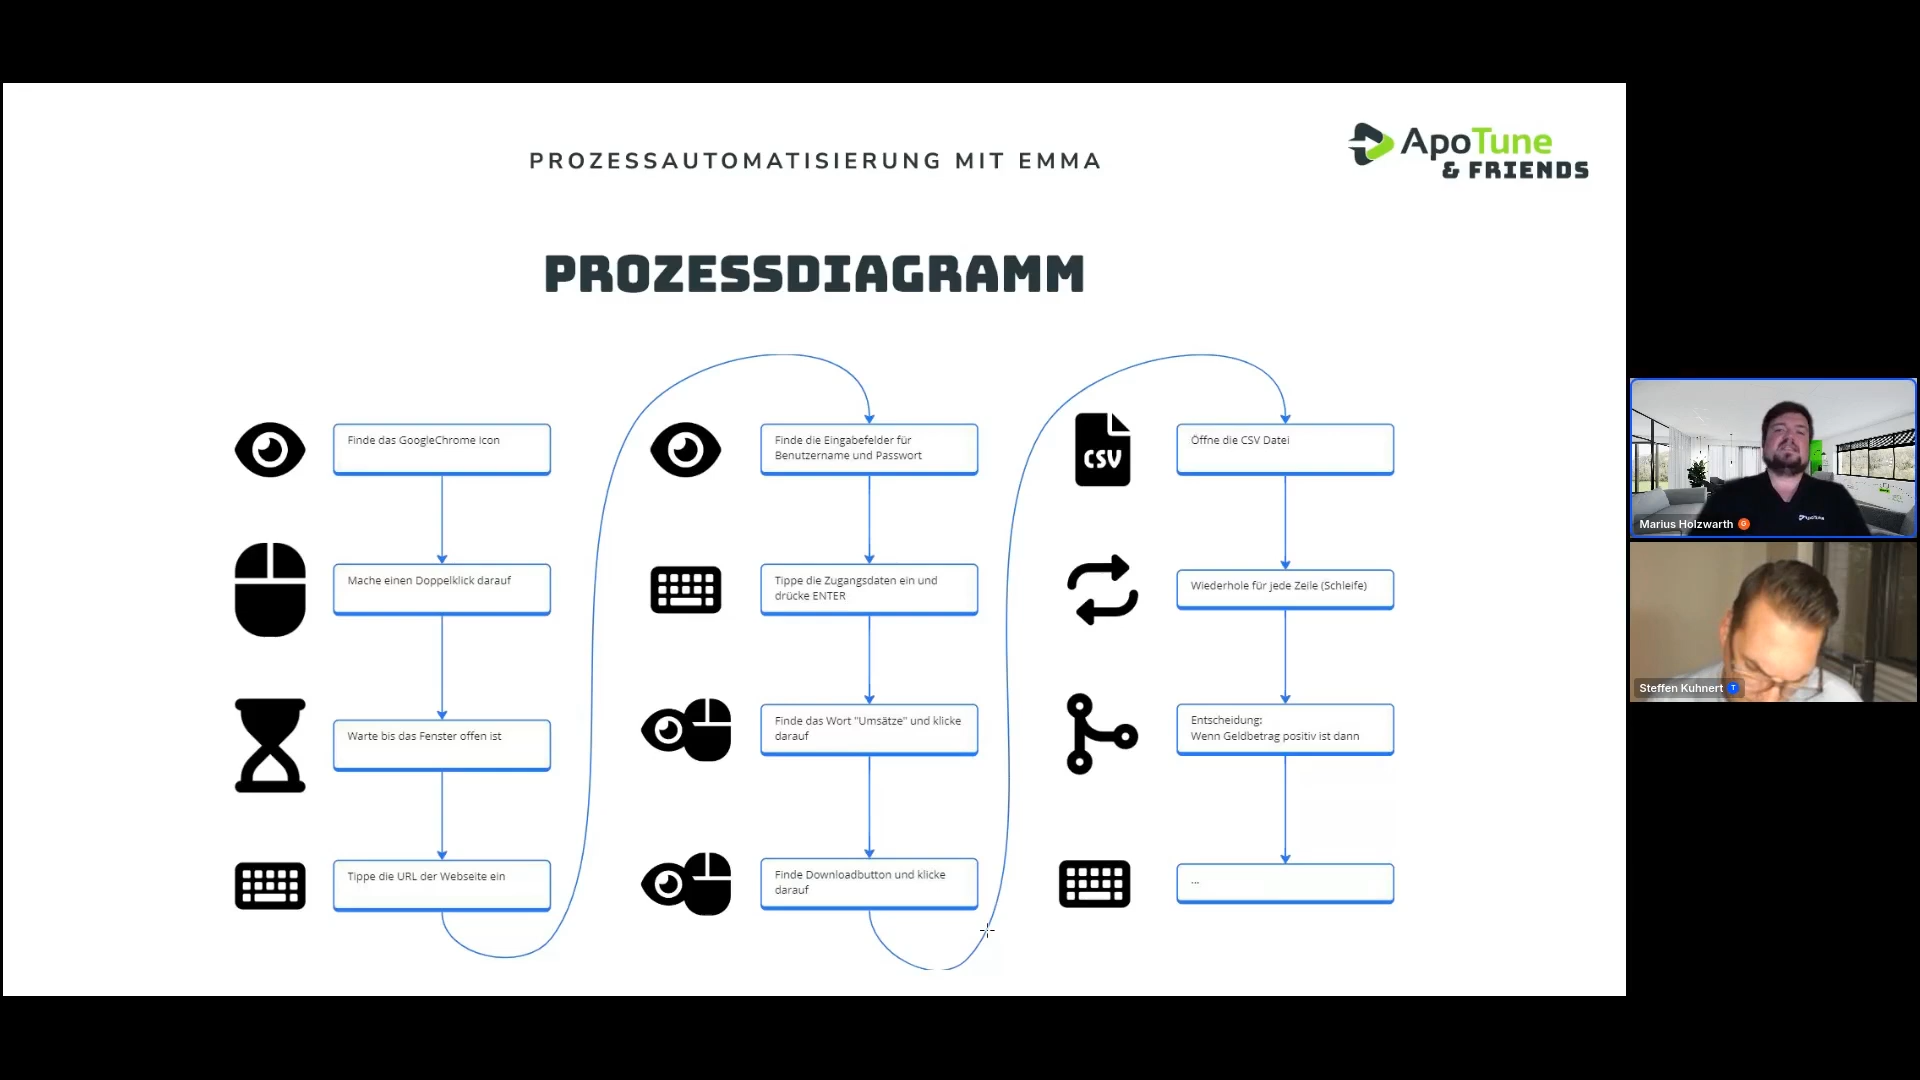 PROZESSAUTOMATISIERUNG MIT EMMA
ApoTune
& FRIENDS
PROZESSDIAGRAMM
Finde das GoogleChrome Icon
Mache einen Doppelklick darauf
Warte bis das Fenster offen ist
Tippe die URL der Webseite ein
Finde die Eingabefelder für
Benutzername und Passwort
Tippe die Zugangsdaten ein und
drücke ENTER
Finde das Wort "Umsätze" und klicke
darauf
Finde Downloadbutton und klicke
darauf
CSV
Öffne die CSV Datei
Wiederhole für jede Zeile (Schleife)
Entscheidung:
Wenn Geldbetrag positiv ist dann
...
ApoTune
Marius Holzwarth G
Steffen Kuhnert T